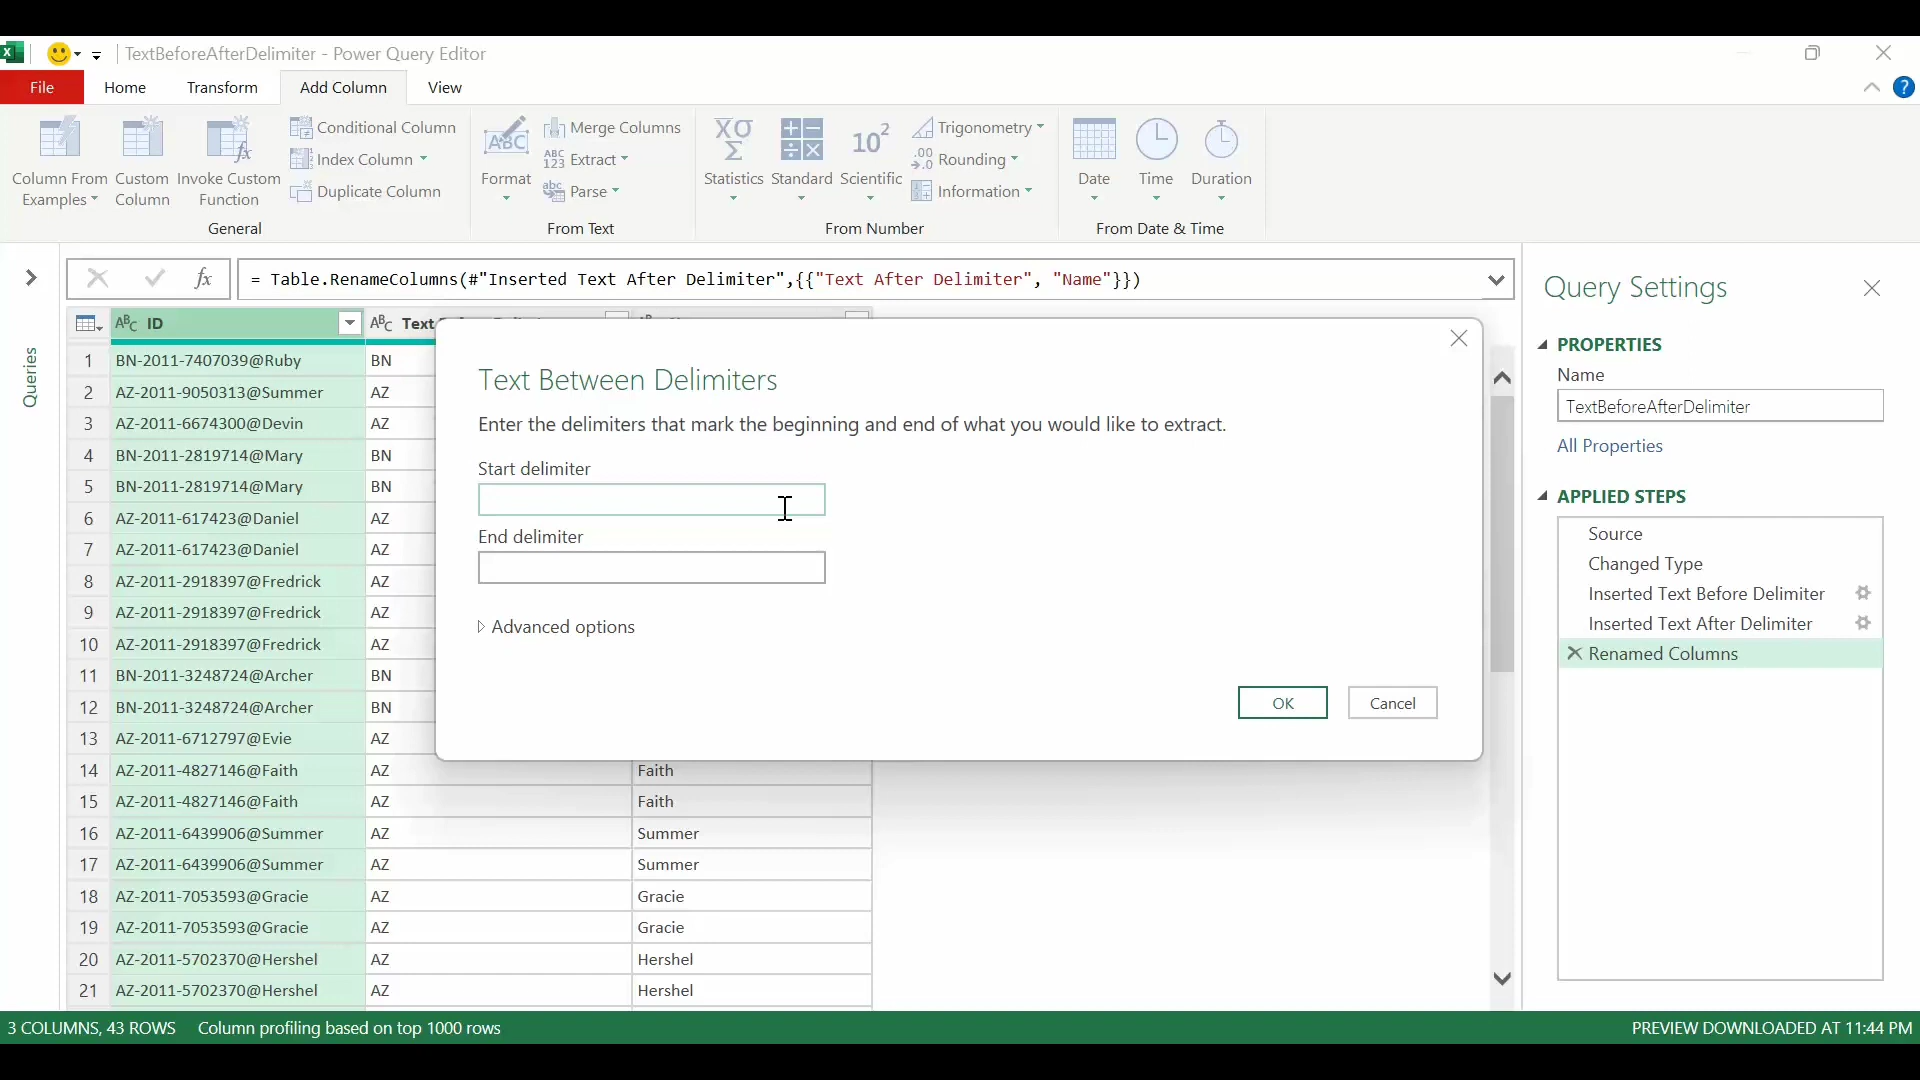 TextBeforeAfterDelimiter - Power Query Editor
File Home Transform Add Column View
?
Column From Examples
Custom Column
Invoke Custom Function
Conditional Column
Index Column
Duplicate Column
General
ABC
Format
Merge Columns
ABC 123 Extract
abc Parse
From Text
ΧΟ Σ
Statistics
Standard
10²
Scientific
Trigonometry
.00 .0 Rounding
Information
From Number
Date
Time
Duration
From Date & Time
fx = Table.RenameColumns(#"Inserted Text After Delimiter",{{"Text After Delimiter", "Name"}})
Queries
ABC ID ABC Text
1 BN-2011-7407039@Ruby BN
2 AZ-2011-9050313@Summer AZ
3 AZ-2011-6674300@Devin AZ
4 BN-2011-2819714@Mary BN
5 BN-2011-2819714@Mary BN
6 AZ-2011-617423@Daniel AZ
7 AZ-2011-617423@Daniel AZ
8 AZ-2011-2918397@Fredrick AZ
9 AZ-2011-2918397@Fredrick AZ
10 AZ-2011-2918397@Fredrick AZ
11 BN-2011-3248724@Archer BN
12 BN-2011-3248724@Archer BN
13 AZ-2011-6712797@Evie AZ
14 AZ-2011-4827146@Faith AZ Faith
15 AZ-2011-4827146@Faith AZ Faith
16 AZ-2011-6439906@Summer AZ Summer
17 AZ-2011-6439906@Summer AZ Summer
18 AZ-2011-7053593@Gracie AZ Gracie
19 AZ-2011-7053593@Gracie AZ Gracie
20 AZ-2011-5702370@Hershel AZ Hershel
21 AZ-2011-5702370@Hershel AZ Hershel
Text Between Delimiters
Enter the delimiters that mark the beginning and end of what you would like to extract.
Start delimiter
End delimiter
Advanced options
OK
Cancel
Query Settings
PROPERTIES
Name
TextBeforeAfterDelimiter
All Properties
APPLIED STEPS
Source
Changed Type
Inserted Text Before Delimiter
Inserted Text After Delimiter
Renamed Columns
3 COLUMNS, 43 ROWS Column profiling based on top 1000 rows
PREVIEW DOWNLOADED AT 11:44 PM